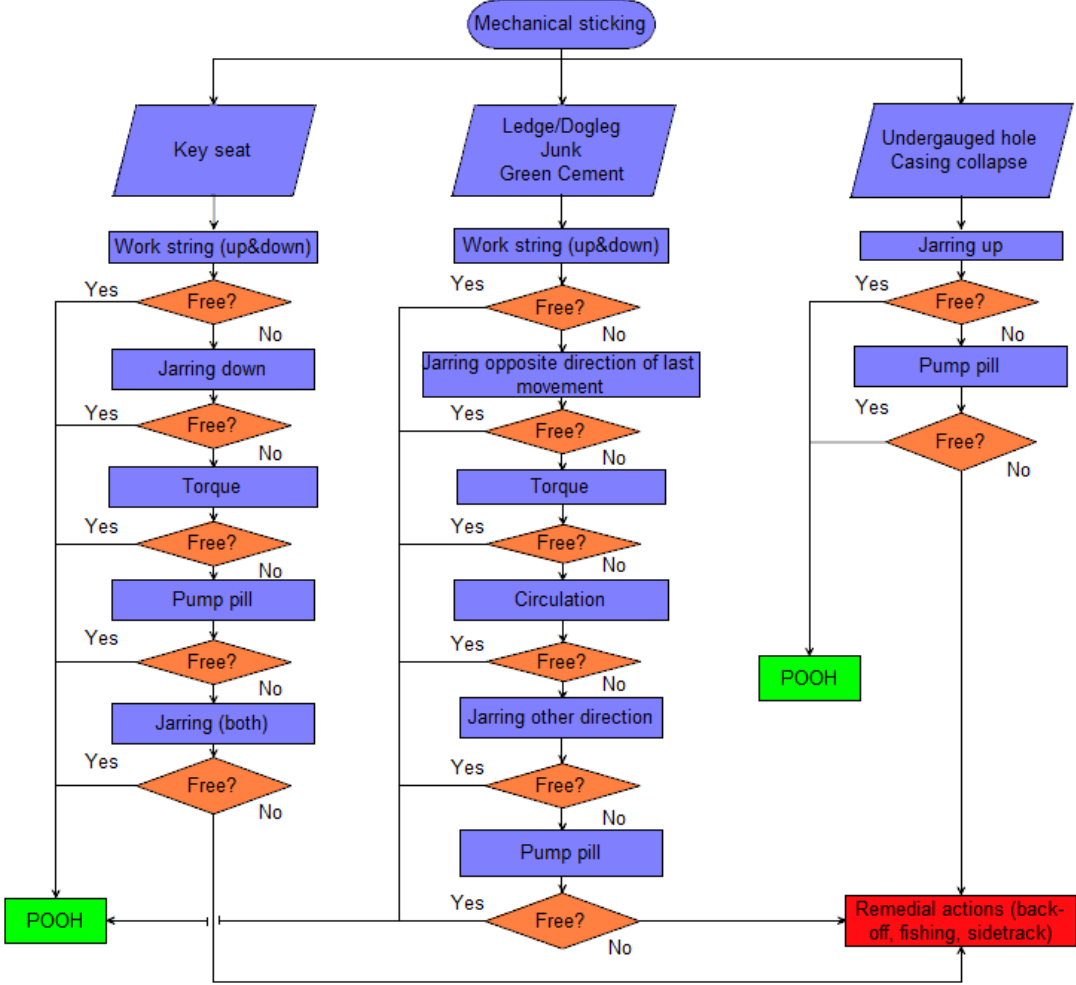 Mechanical sticking
Key seat
Work string (up&down)
Yes
Free?
No
Jarring down
Yes
Free?
No
Torque
Yes
Free?
No
Pump pill
Yes
Free?
No
Jarring (both)
Yes
Free?
No
POOH
Ledge/Dogleg
Junk
Green Cement
Work string (up&down)
Yes
Free?
No
Jarring opposite direction of last
movement
Yes
Free?
No
Torque
Yes
Free?
No
Circulation
Yes
Free?
No
Jarring other direction
Yes
Free?
No
Pump pill
Yes
Free?
No
Undergauged hole
Casing collapse
Jarring up
Yes
Free?
No
Pump pill
Yes
Free?
No
POOH
Remedial actions (back-
off, fishing, sidetrack)